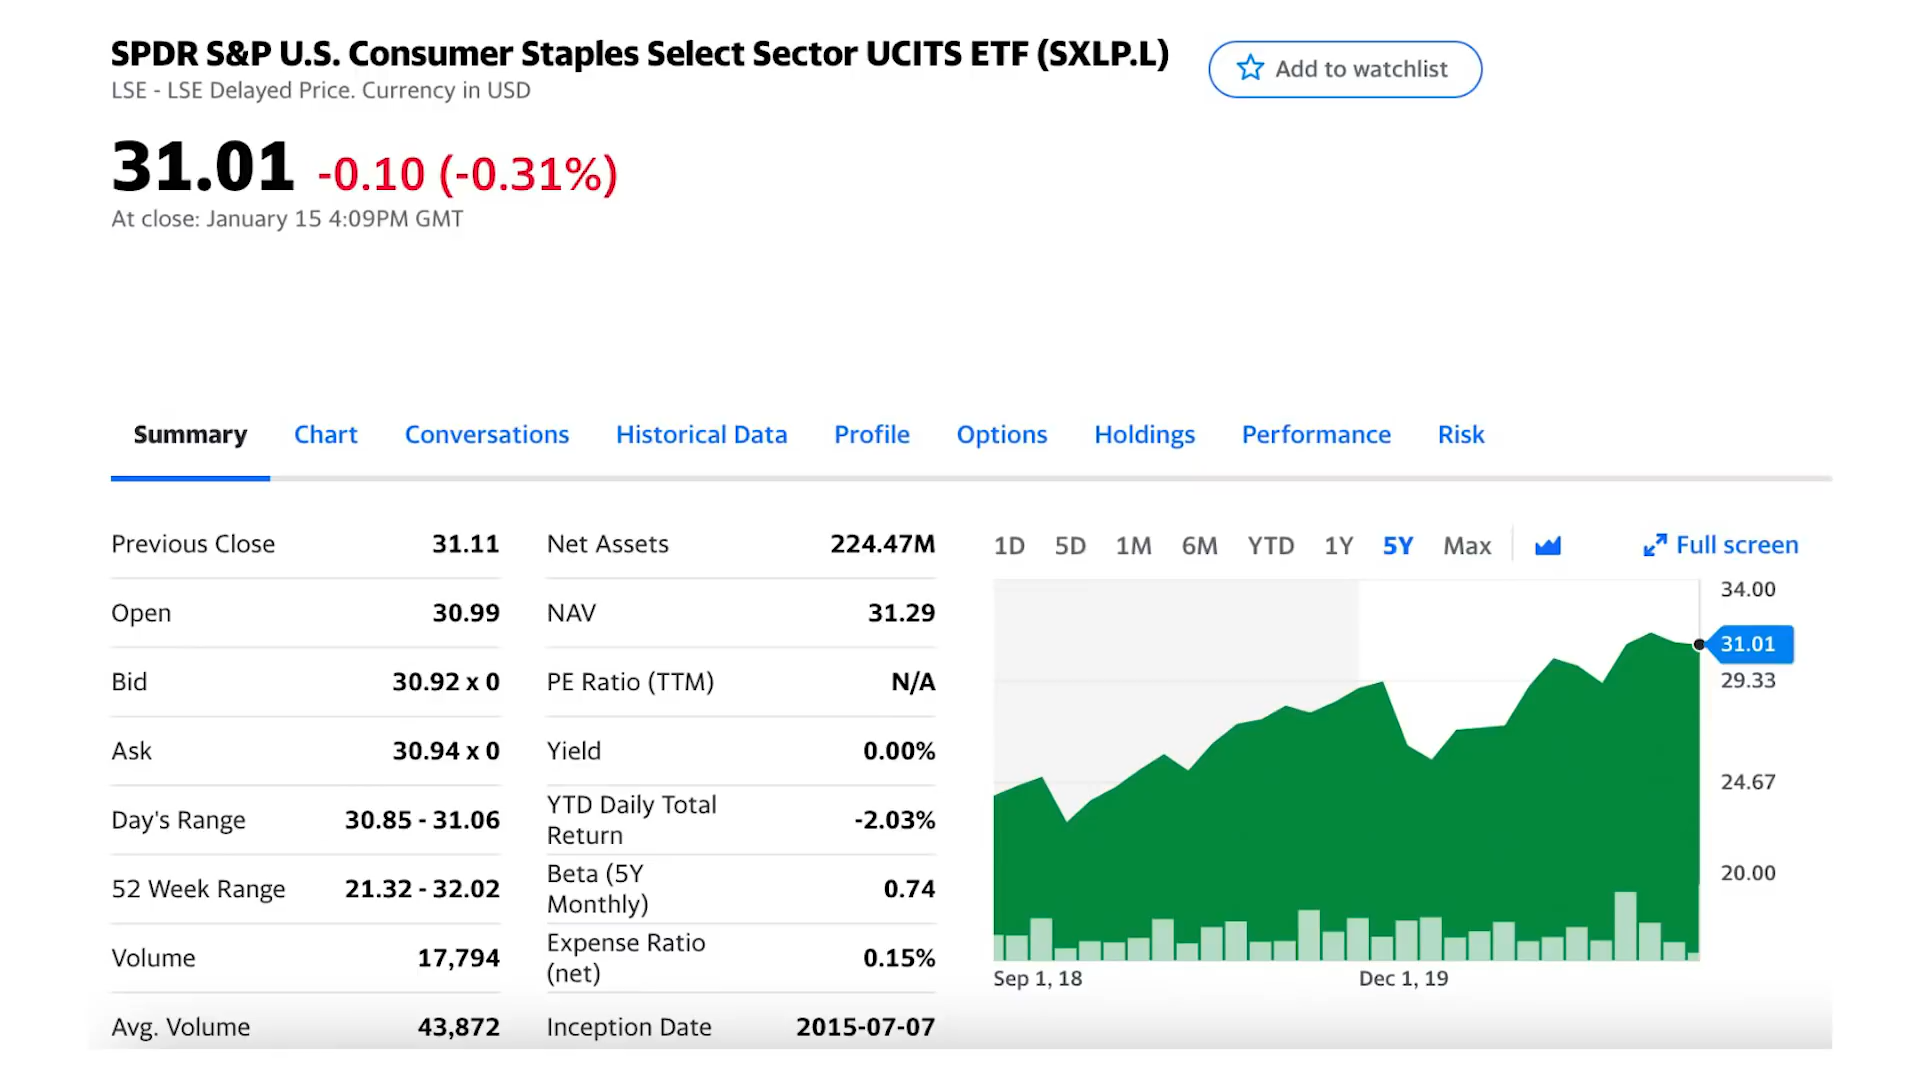 SPDR S&P U.S. Consumer Staples Select Sector UCITS ETF (SXLP.L)
Add to watchlist
LSE - LSE Delayed Price. Currency in USD
31.01 -0.10 (-0.31%)
At close: January 15 4:09PM GMT
Summary Chart Conversations Historical Data Profile Options Holdings Performance Risk
Previous Close 31.11
Open 30.99
Bid 30.92 x 0
Ask 30.94 x 0
Day's Range 30.85 - 31.06
52 Week Range 21.32 - 32.02
Volume 17,794
Avg. Volume 43,872
Net Assets 224.47M
NAV 31.29
PE Ratio (TTM) N/A
Yield 0.00%
YTD Daily Total
Return -2.03%
Beta (5Y
Monthly) 0.74
Expense Ratio
(net) 0.15%
Inception Date 2015-07-07
1D 5D 1M 6M YTD 1Y 5Y Max Full screen
34.00
31.01
29.33
24.67
20.00
Sep 1, 18 Dec 1, 19